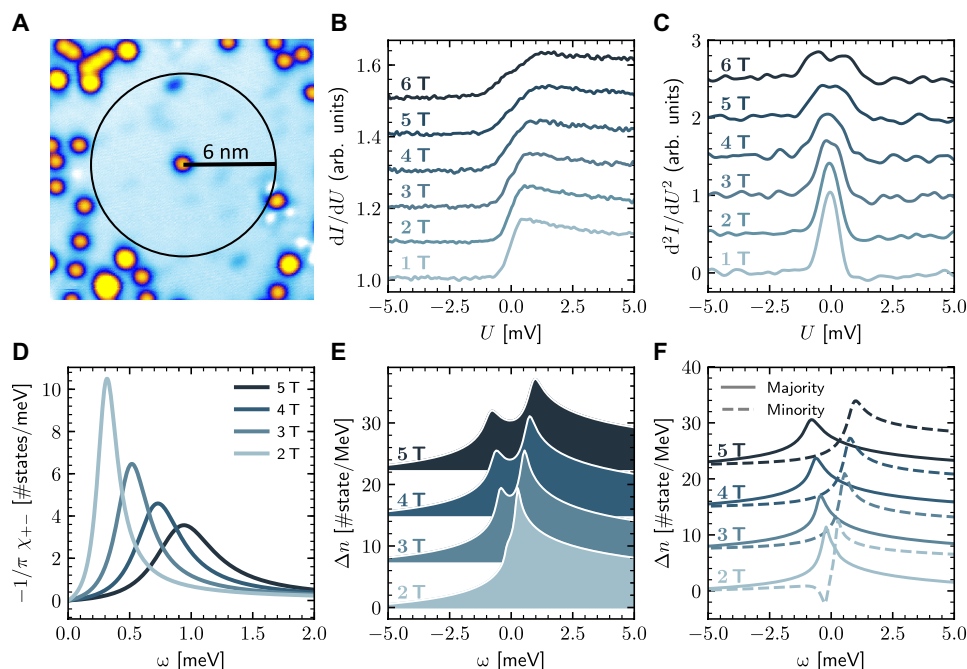 A
6 nm
B
dI/dU (arb. units)
1.6
1.4
1.2
1.0
6 T
5 T
4 T
3 T
2 T
1 T
−5.0 −2.5 0.0 2.5 5.0
U [mV]
C
d²I/dU² (arb. units)
3
2
1
0
6 T
5 T
4 T
3 T
2 T
1 T
−5.0 −2.5 0.0 2.5 5.0
U [mV]
D
−1/π χ+− [#states/meV]
10
8
6
4
2
0
5 T
4 T
3 T
2 T
0.0 0.5 1.0 1.5 2.0
ω [meV]
E
Δn [#state/MeV]
30
20
10
0
5 T
4 T
3 T
2 T
−5.0 −2.5 0.0 2.5 5.0
ω [meV]
F
Δn [#state/MeV]
40
30
20
10
0
Majority
Minority
5 T
4 T
3 T
2 T
−5.0 −2.5 0.0 2.5 5.0
ω [meV]